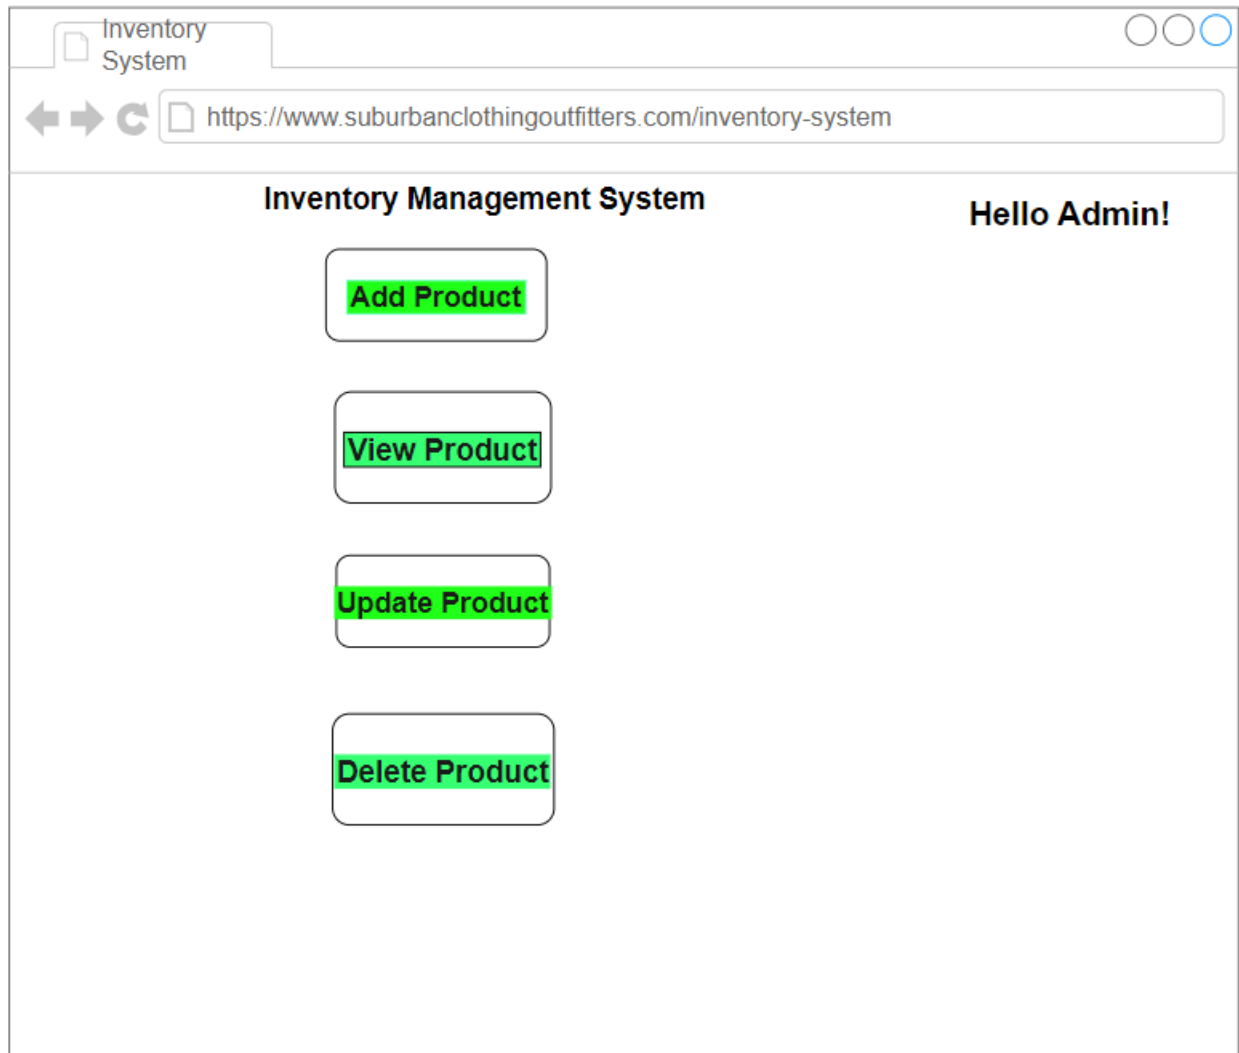 Inventory
System
https://www.suburbanclothingoutfitters.com/inventory-system
Inventory Management System
Hello Admin!
Add Product
View Product
Update Product
Delete Product